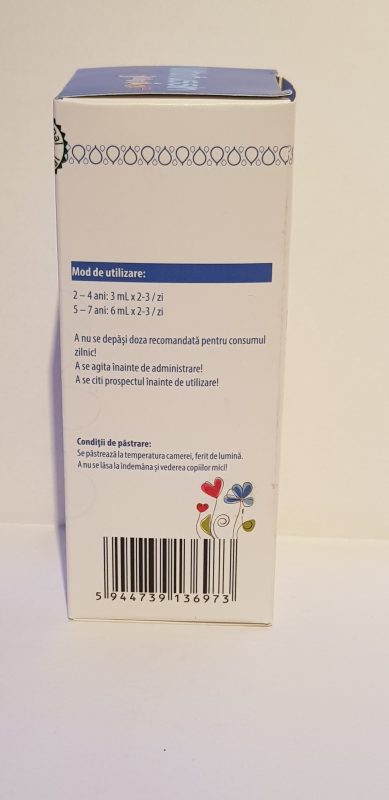 Mod de utilizare:
2 – 4 ani: 3 mL x 2-3 / zi
5 – 7 ani: 6 mL x 2-3 / zi
A nu se depăși doza recomandată pentru consumul
zilnic!
A se agita înainte de administrare!
A se citi prospectul înainte de utilizare!
Condiţii de păstrare:
Se păstrează la temperatura camerei, ferit de lumină.
A nu se lăsa la îndemâna și vederea copiilor mici!
5 944739 136973